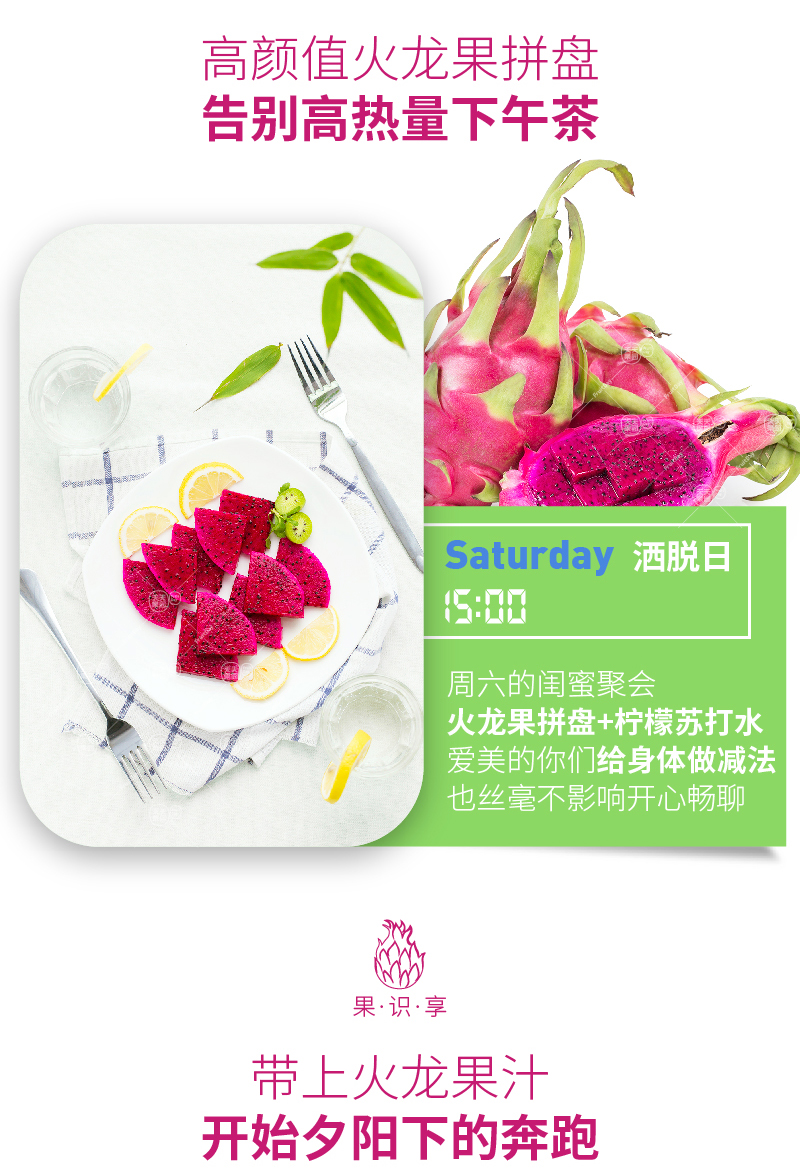 高颜值火龙果拼盘
告别高热量下午茶
Saturday 洒脱日
15:00
周六的闺蜜聚会
火龙果拼盘+柠檬苏打水
爱美的你们给身体做减法
也丝毫不影响开心畅聊
果·识·享
带上火龙果汁
开始夕阳下的奔跑